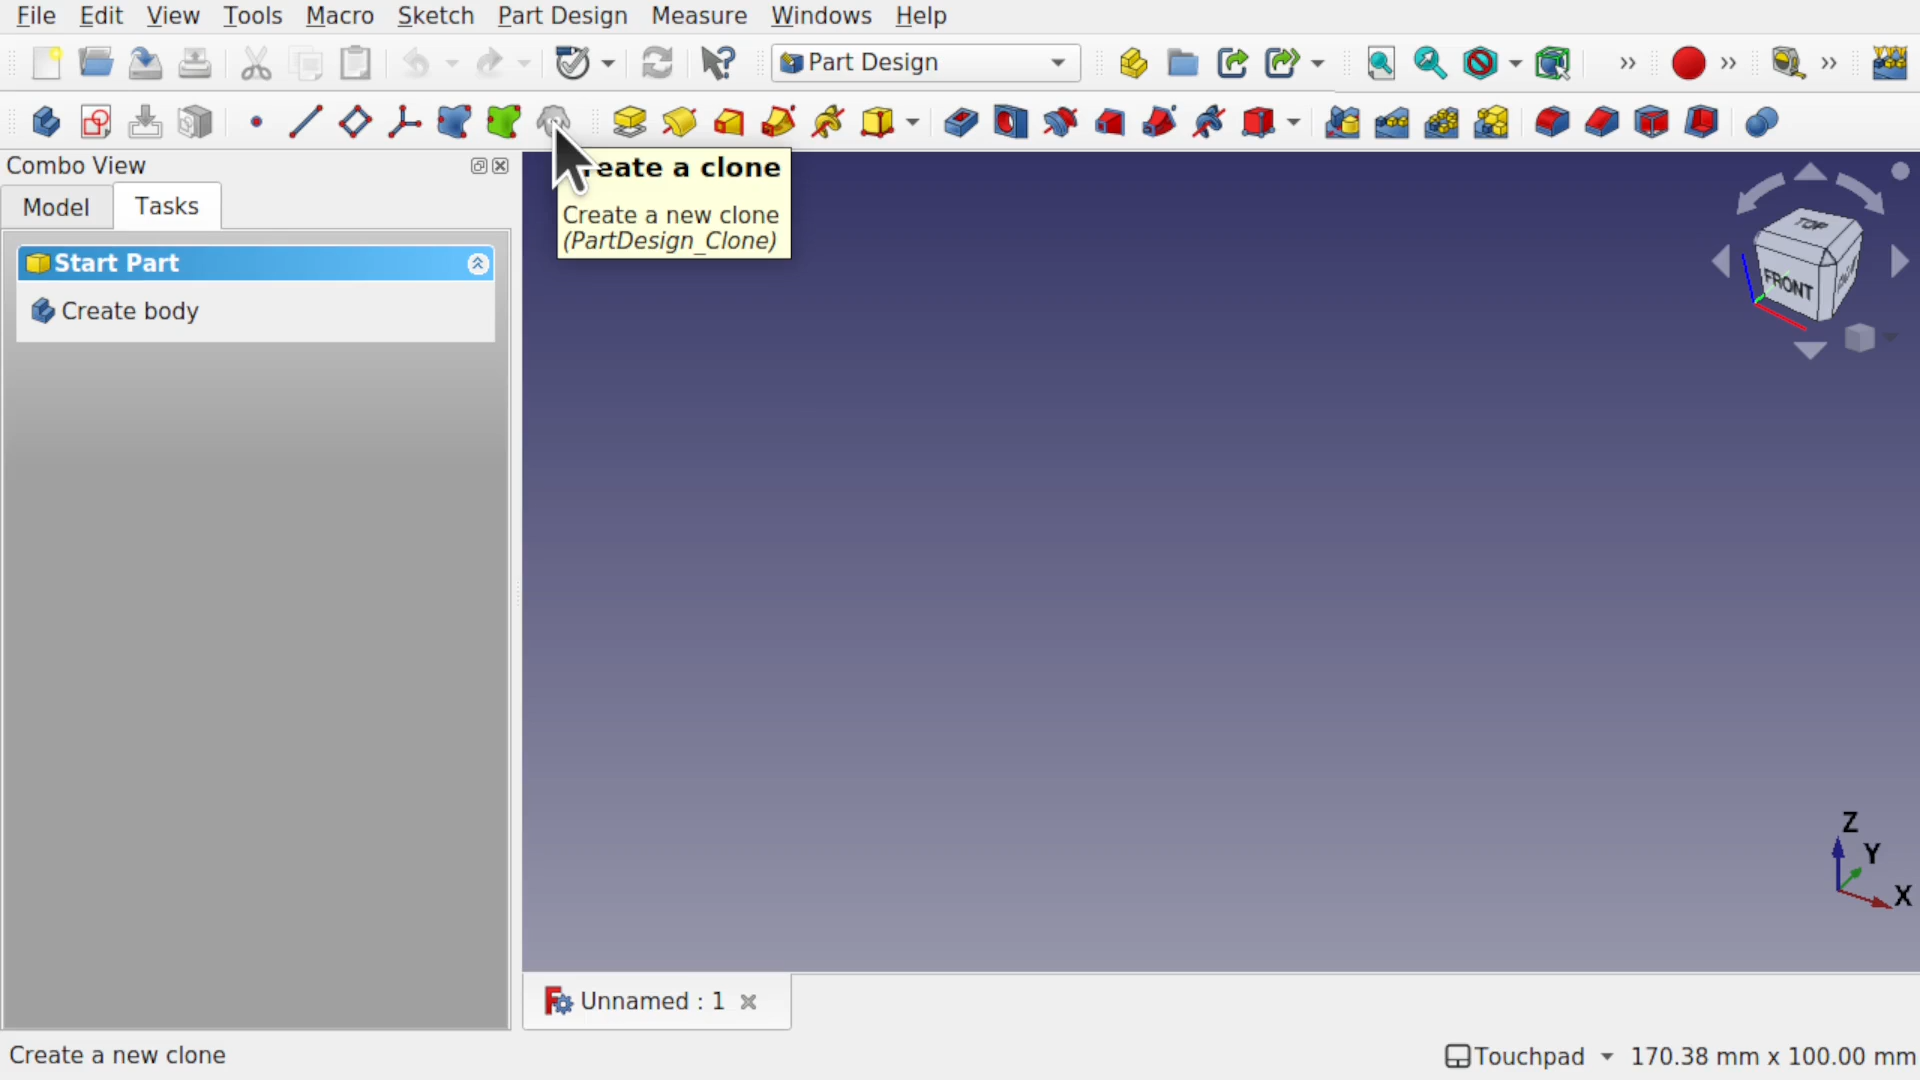 File Edit View Tools Macro Sketch Part Design Measure Windows Help
Part Design
Combo View
Model Tasks
Start Part
Create body
reate a clone
Create a new clone
(PartDesign_Clone)
TOP
FRONT
Z
Y
X
Unnamed : 1
Create a new clone
Touchpad 170.38 mm x 100.00 mm